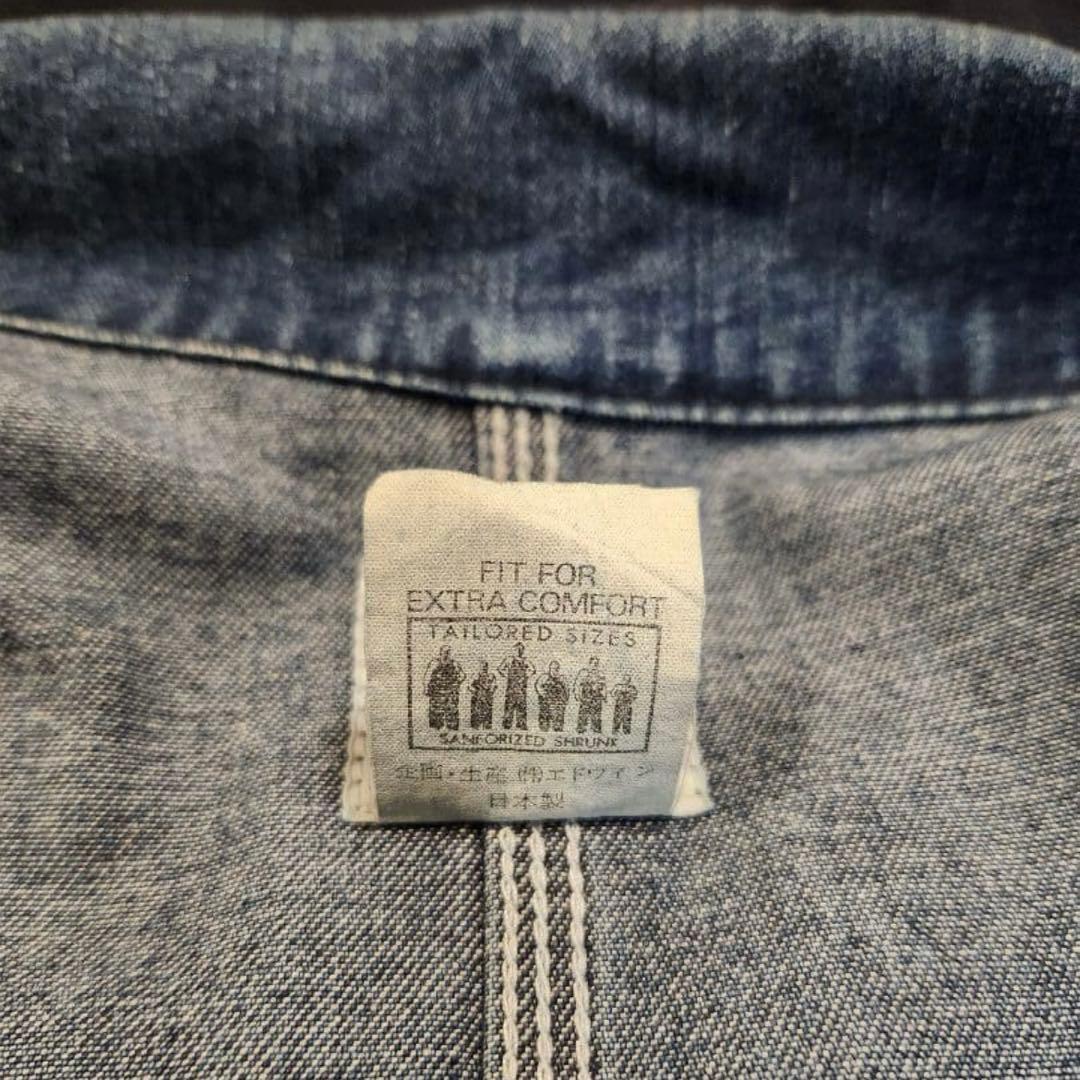 FIT FOR
EXTRA COMFORT
TAILORED SIZES
SANFORIZED SHRUNK
企画・生産 ㈱エドウィン
日本製